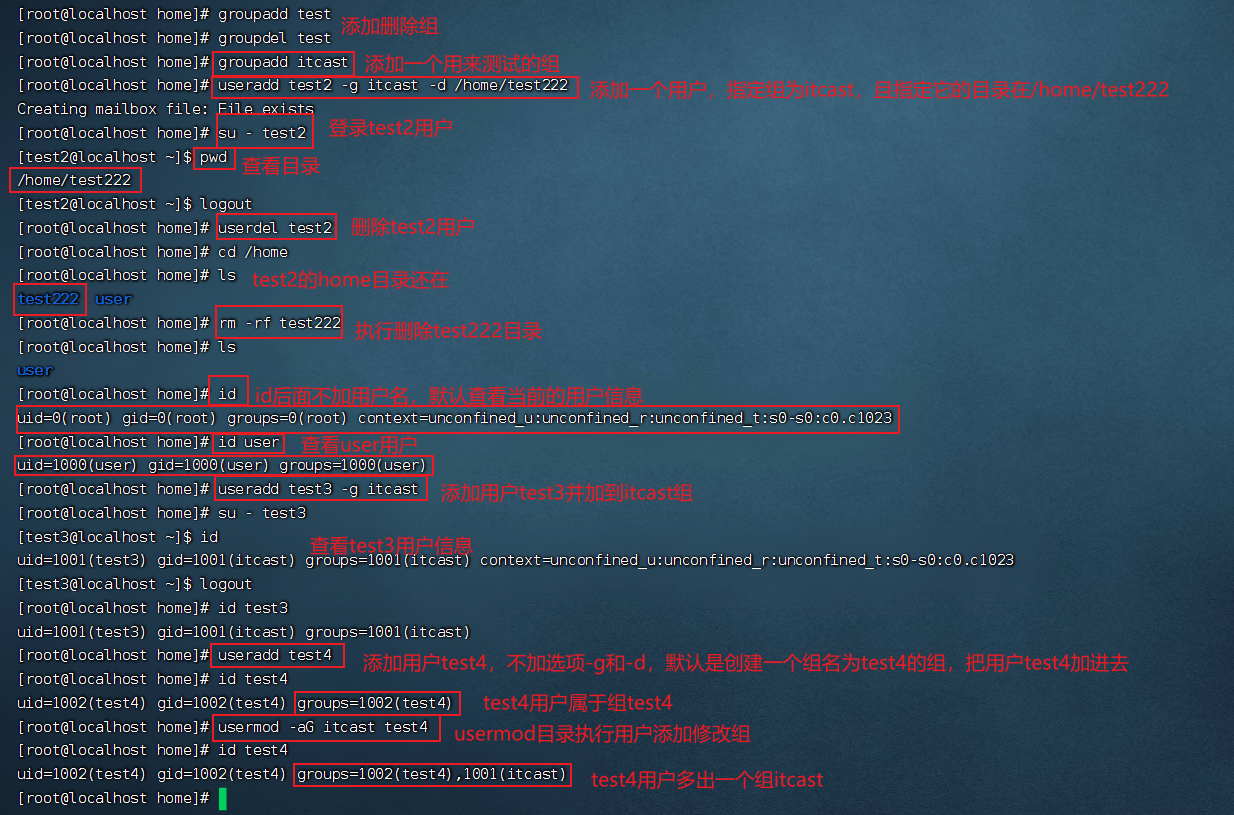 [root@localhost home]# groupadd test
添加删除组
[root@localhost home]# groupdel test
[root@localhost home]# groupadd itcast 添加一个用来测试的组
[root@localhost home]# useradd test2 -g itcast -d /home/test222 添加一个用户，指定组为itcast，且指定它的目录在/home/test222
Creating mailbox file: File exists
[root@localhost home]# su - test2 登录test2用户
[test2@localhost ~]$ pwd 查看目录
/home/test222
[test2@localhost ~]$ logout
[root@localhost home]# userdel test2 删除test2用户
[root@localhost home]# cd /home
[root@localhost home]# ls test2的home目录还在
test222 user
[root@localhost home]# rm -rf test222 执行删除test222目录
[root@localhost home]# ls
user
[root@localhost home]# id id后面不加用户名，默认查看当前的用户信息
uid=0(root) gid=0(root) groups=0(root) context=unconfined_u:unconfined_r:unconfined_t:s0-s0:c0.c1023
[root@localhost home]# id user 查看user用户
uid=1000(user) gid=1000(user) groups=1000(user)
[root@localhost home]# useradd test3 -g itcast 添加用户test3并加到itcast组
[root@localhost home]# su - test3
[test3@localhost ~]$ id 查看test3用户信息
uid=1001(test3) gid=1001(itcast) groups=1001(itcast) context=unconfined_u:unconfined_r:unconfined_t:s0-s0:c0.c1023
[test3@localhost ~]$ logout
[root@localhost home]# id test3
uid=1001(test3) gid=1001(itcast) groups=1001(itcast)
[root@localhost home]# useradd test4 添加用户test4，不加选项-g和-d，默认是创建一个组名为test4的组，把用户test4加进去
[root@localhost home]# id test4
uid=1002(test4) gid=1002(test4) groups=1002(test4) test4用户属于组test4
[root@localhost home]# usermod -aG itcast test4 usermod目录执行用户添加修改组
[root@localhost home]# id test4
uid=1002(test4) gid=1002(test4) groups=1002(test4),1001(itcast) test4用户多出一个组itcast
[root@localhost home]#